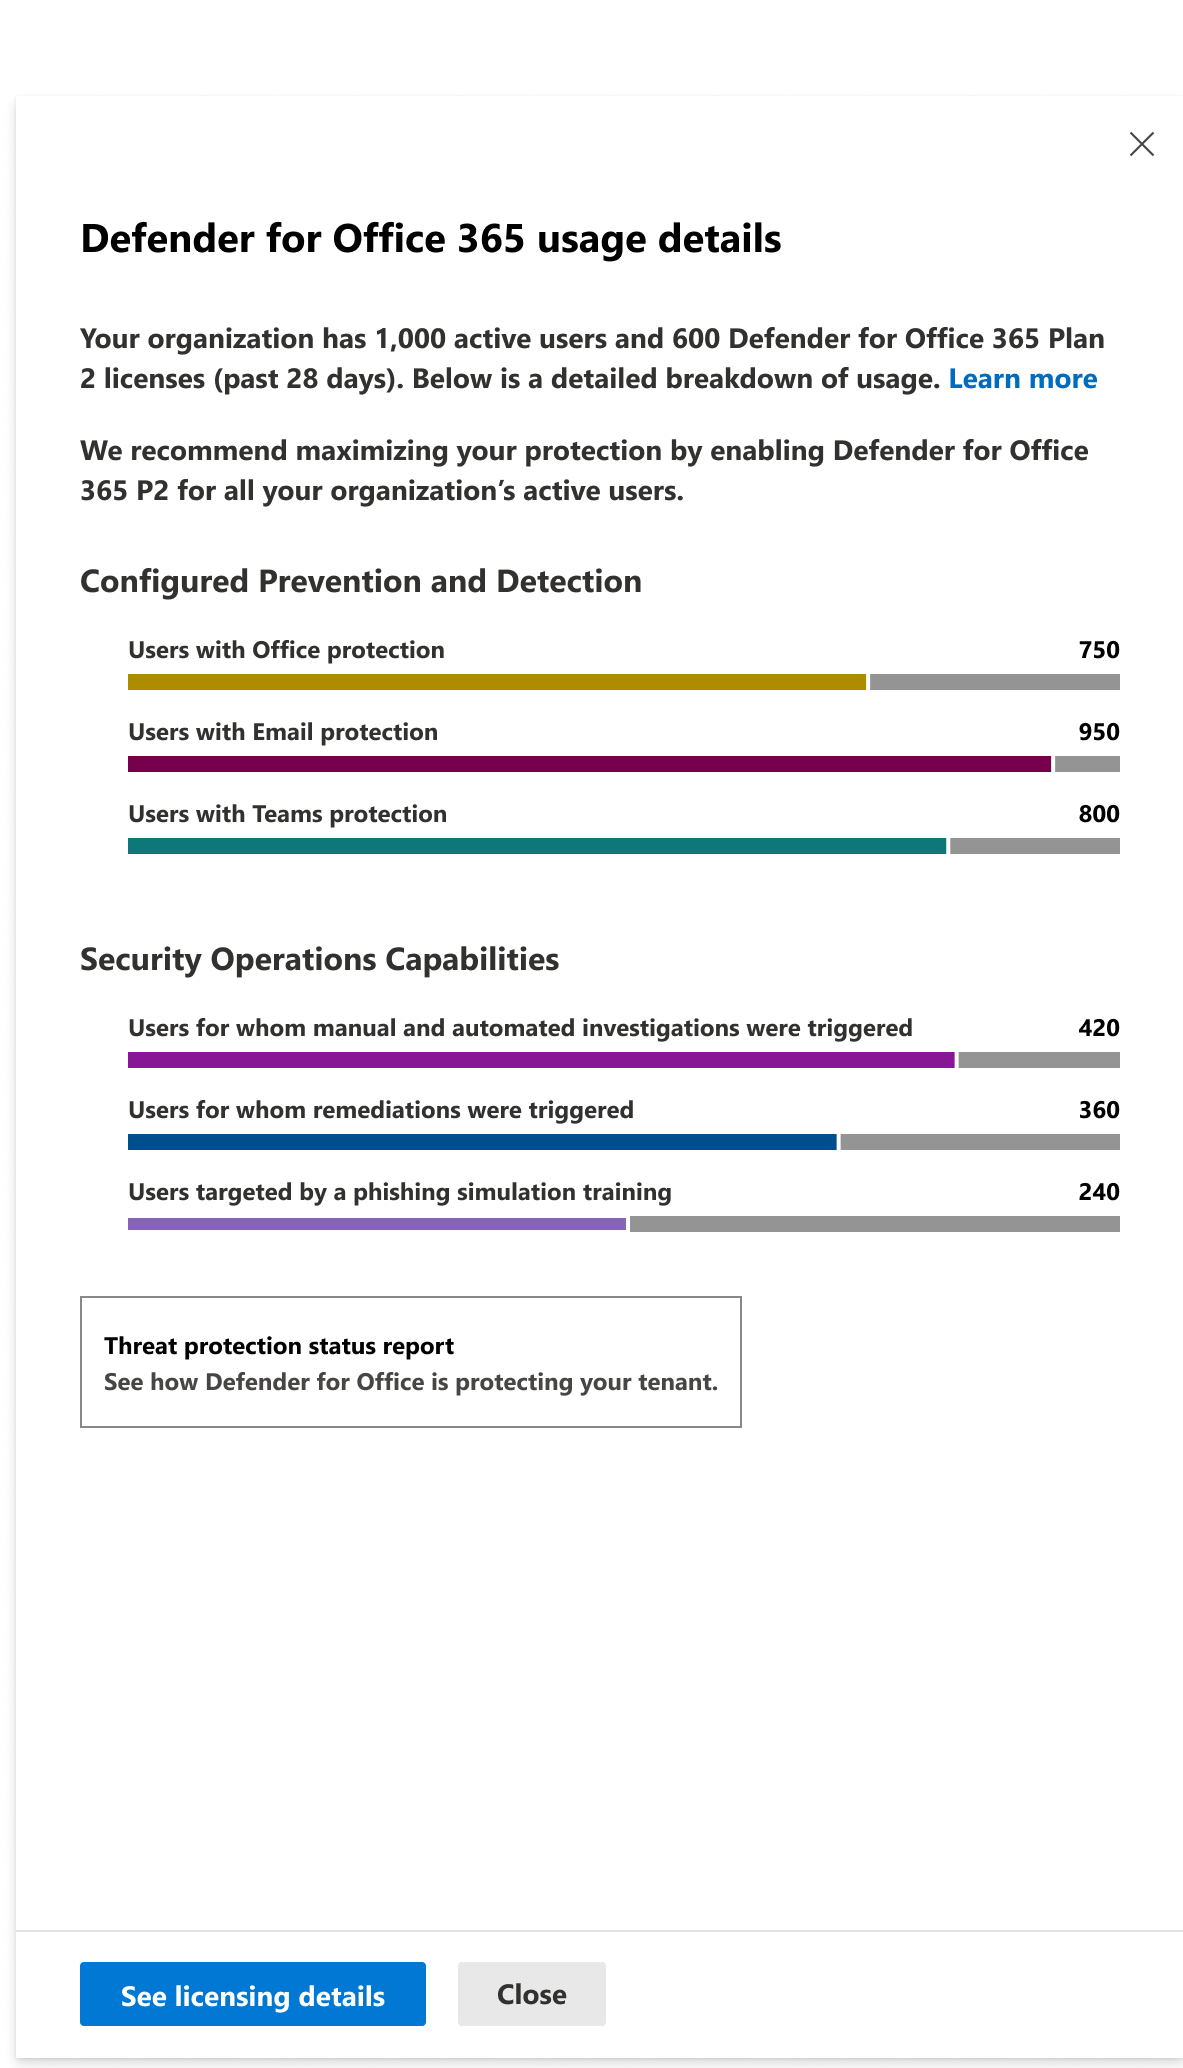 Defender for Office 365 usage details
Your organization has 1,000 active users and 600 Defender for Office 365 Plan
2 licenses (past 28 days). Below is a detailed breakdown of usage. Learn more
We recommend maximizing your protection by enabling Defender for Office
365 P2 for all your organization’s active users.
Configured Prevention and Detection
Users with Office protection 750
Users with Email protection 950
Users with Teams protection 800
Security Operations Capabilities
Users for whom manual and automated investigations were triggered 420
Users for whom remediations were triggered 360
Users targeted by a phishing simulation training 240
Threat protection status report
See how Defender for Office is protecting your tenant.
See licensing details Close